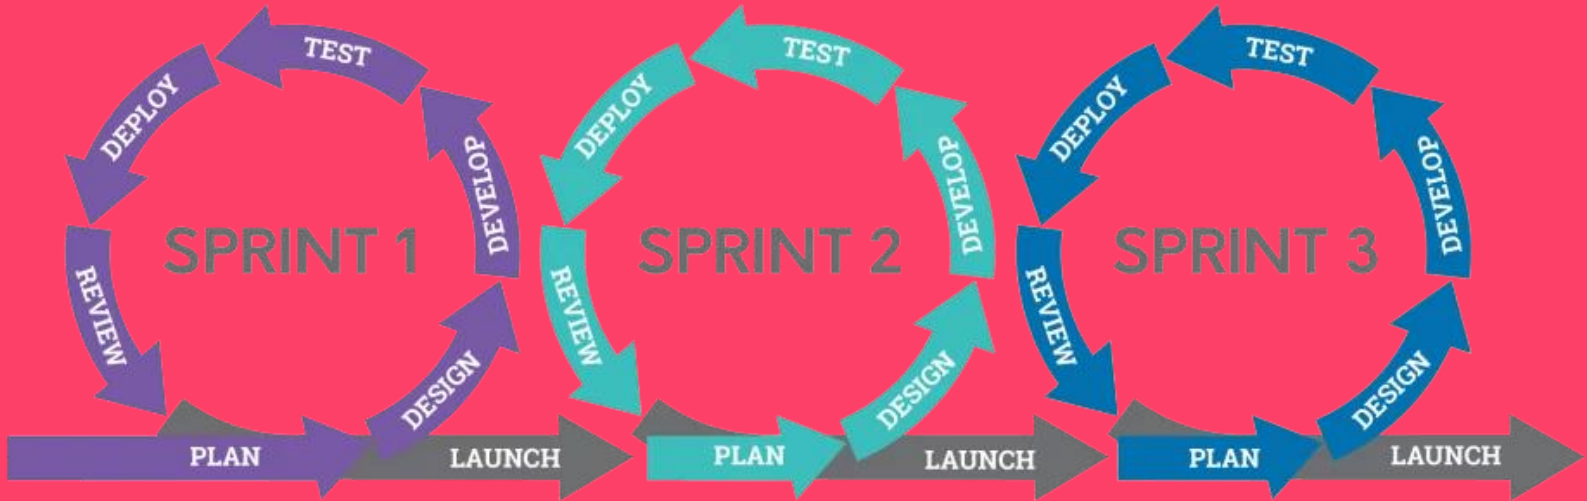 SPRINT 1
PLAN
DESIGN
DEVELOP
TEST
DEPLOY
REVIEW
LAUNCH
SPRINT 2
PLAN
DESIGN
DEVELOP
TEST
DEPLOY
REVIEW
LAUNCH
SPRINT 3
PLAN
DESIGN
DEVELOP
TEST
DEPLOY
REVIEW
LAUNCH